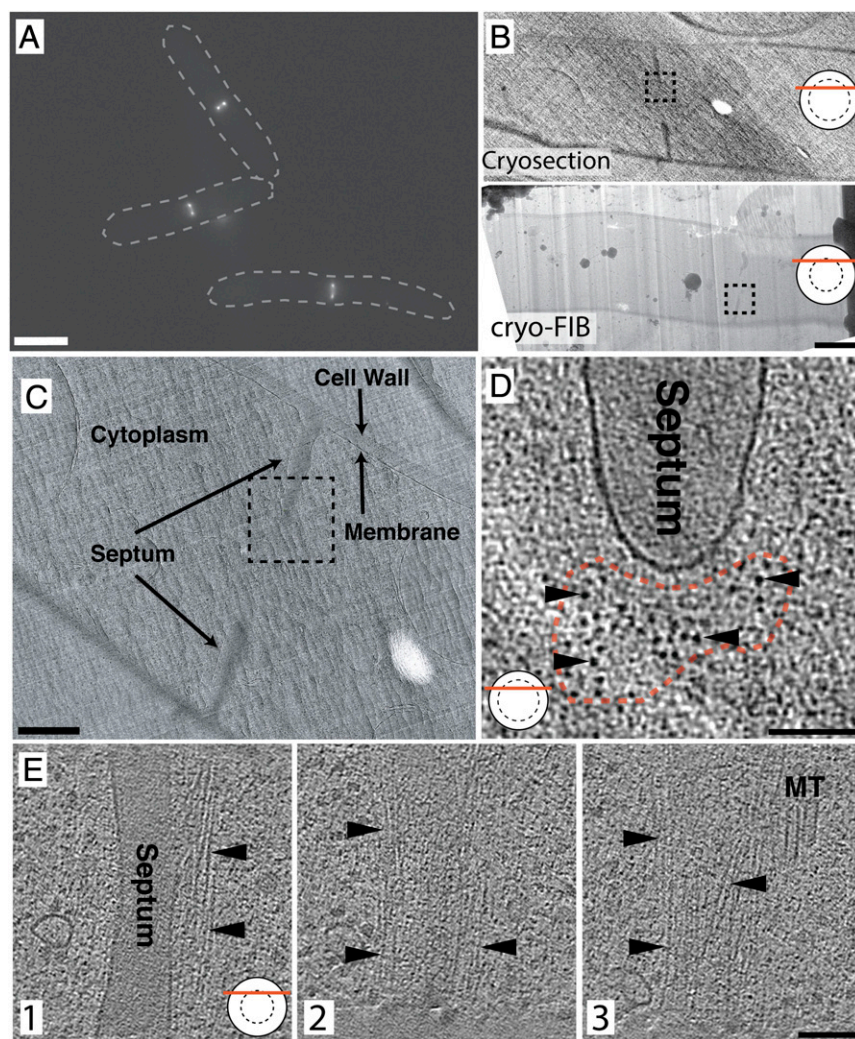 A
B
Cryosection
cryo-FIB
C
Cell Wall
Cytoplasm
Septum
Membrane
D
Septum
E
Septum
1
2
MT
3